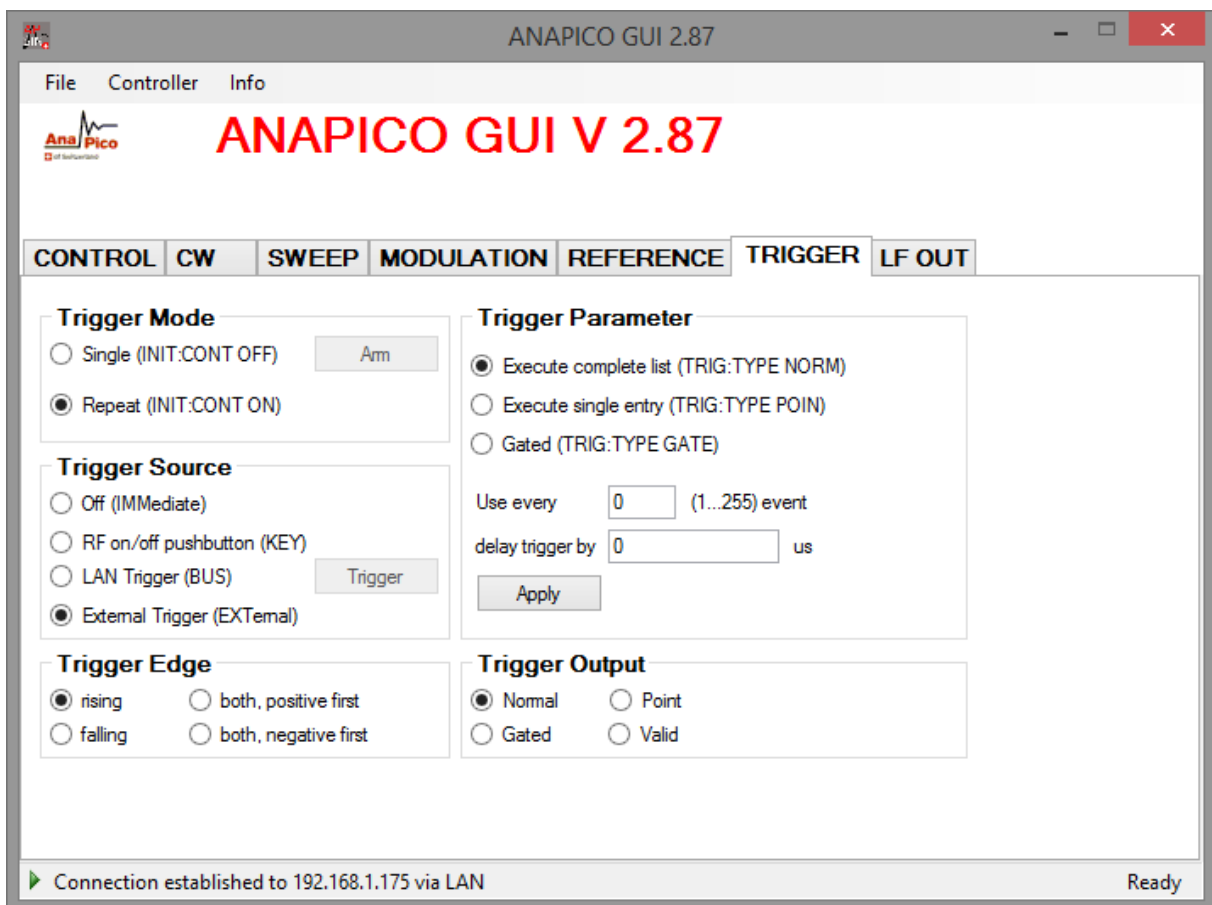 ANAPICO GUI 2.87
File Controller Info
Ana Pico
ANAPICO GUI V 2.87
CONTROL CW SWEEP MODULATION REFERENCE TRIGGER LF OUT
Trigger Mode
Single (INIT:CONT OFF) Arm
Repeat (INIT:CONT ON)
Trigger Source
Off (IMMediate)
RF on/off pushbutton (KEY)
LAN Trigger (BUS) Trigger
External Trigger (EXTernal)
Trigger Edge
rising both, positive first
falling both, negative first
Trigger Parameter
Execute complete list (TRIG:TYPE NORM)
Execute single entry (TRIG:TYPE POIN)
Gated (TRIG:TYPE GATE)
Use every 0 (1...255) event
delay trigger by 0 us
Apply
Trigger Output
Normal Point
Gated Valid
Connection established to 192.168.1.175 via LAN Ready